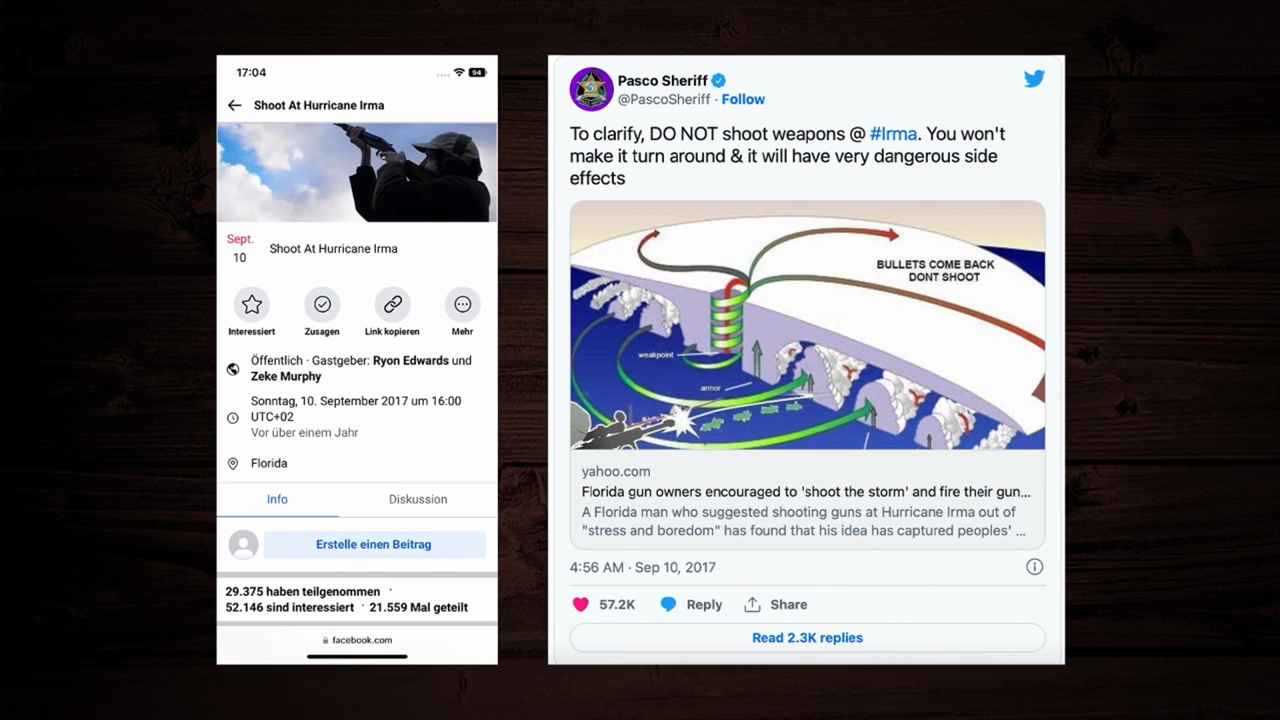 17:04
94
Shoot At Hurricane Irma
Sept.
10
Shoot At Hurricane Irma
Interessiert
Zusagen
Link kopieren
Mehr
Öffentlich · Gastgeber: Ryon Edwards und
Zeke Murphy
Sonntag, 10. September 2017 um 16:00
UTC+02
Vor über einem Jahr
Florida
Info
Diskussion
Erstelle einen Beitrag
29.375 haben teilgenommen ·
52.146 sind interessiert · 21.559 Mal geteilt
facebook.com
Pasco Sheriff
@PascoSheriff · Follow
To clarify, DO NOT shoot weapons @ #Irma. You won't
make it turn around & it will have very dangerous side
effects
BULLETS COME BACK
DONT SHOOT
weakpoint
armor
yahoo.com
Florida gun owners encouraged to 'shoot the storm' and fire their gun...
A Florida man who suggested shooting guns at Hurricane Irma out of
"stress and boredom" has found that his idea has captured peoples' ...
4:56 AM · Sep 10, 2017
57.2K
Reply
Share
Read 2.3K replies